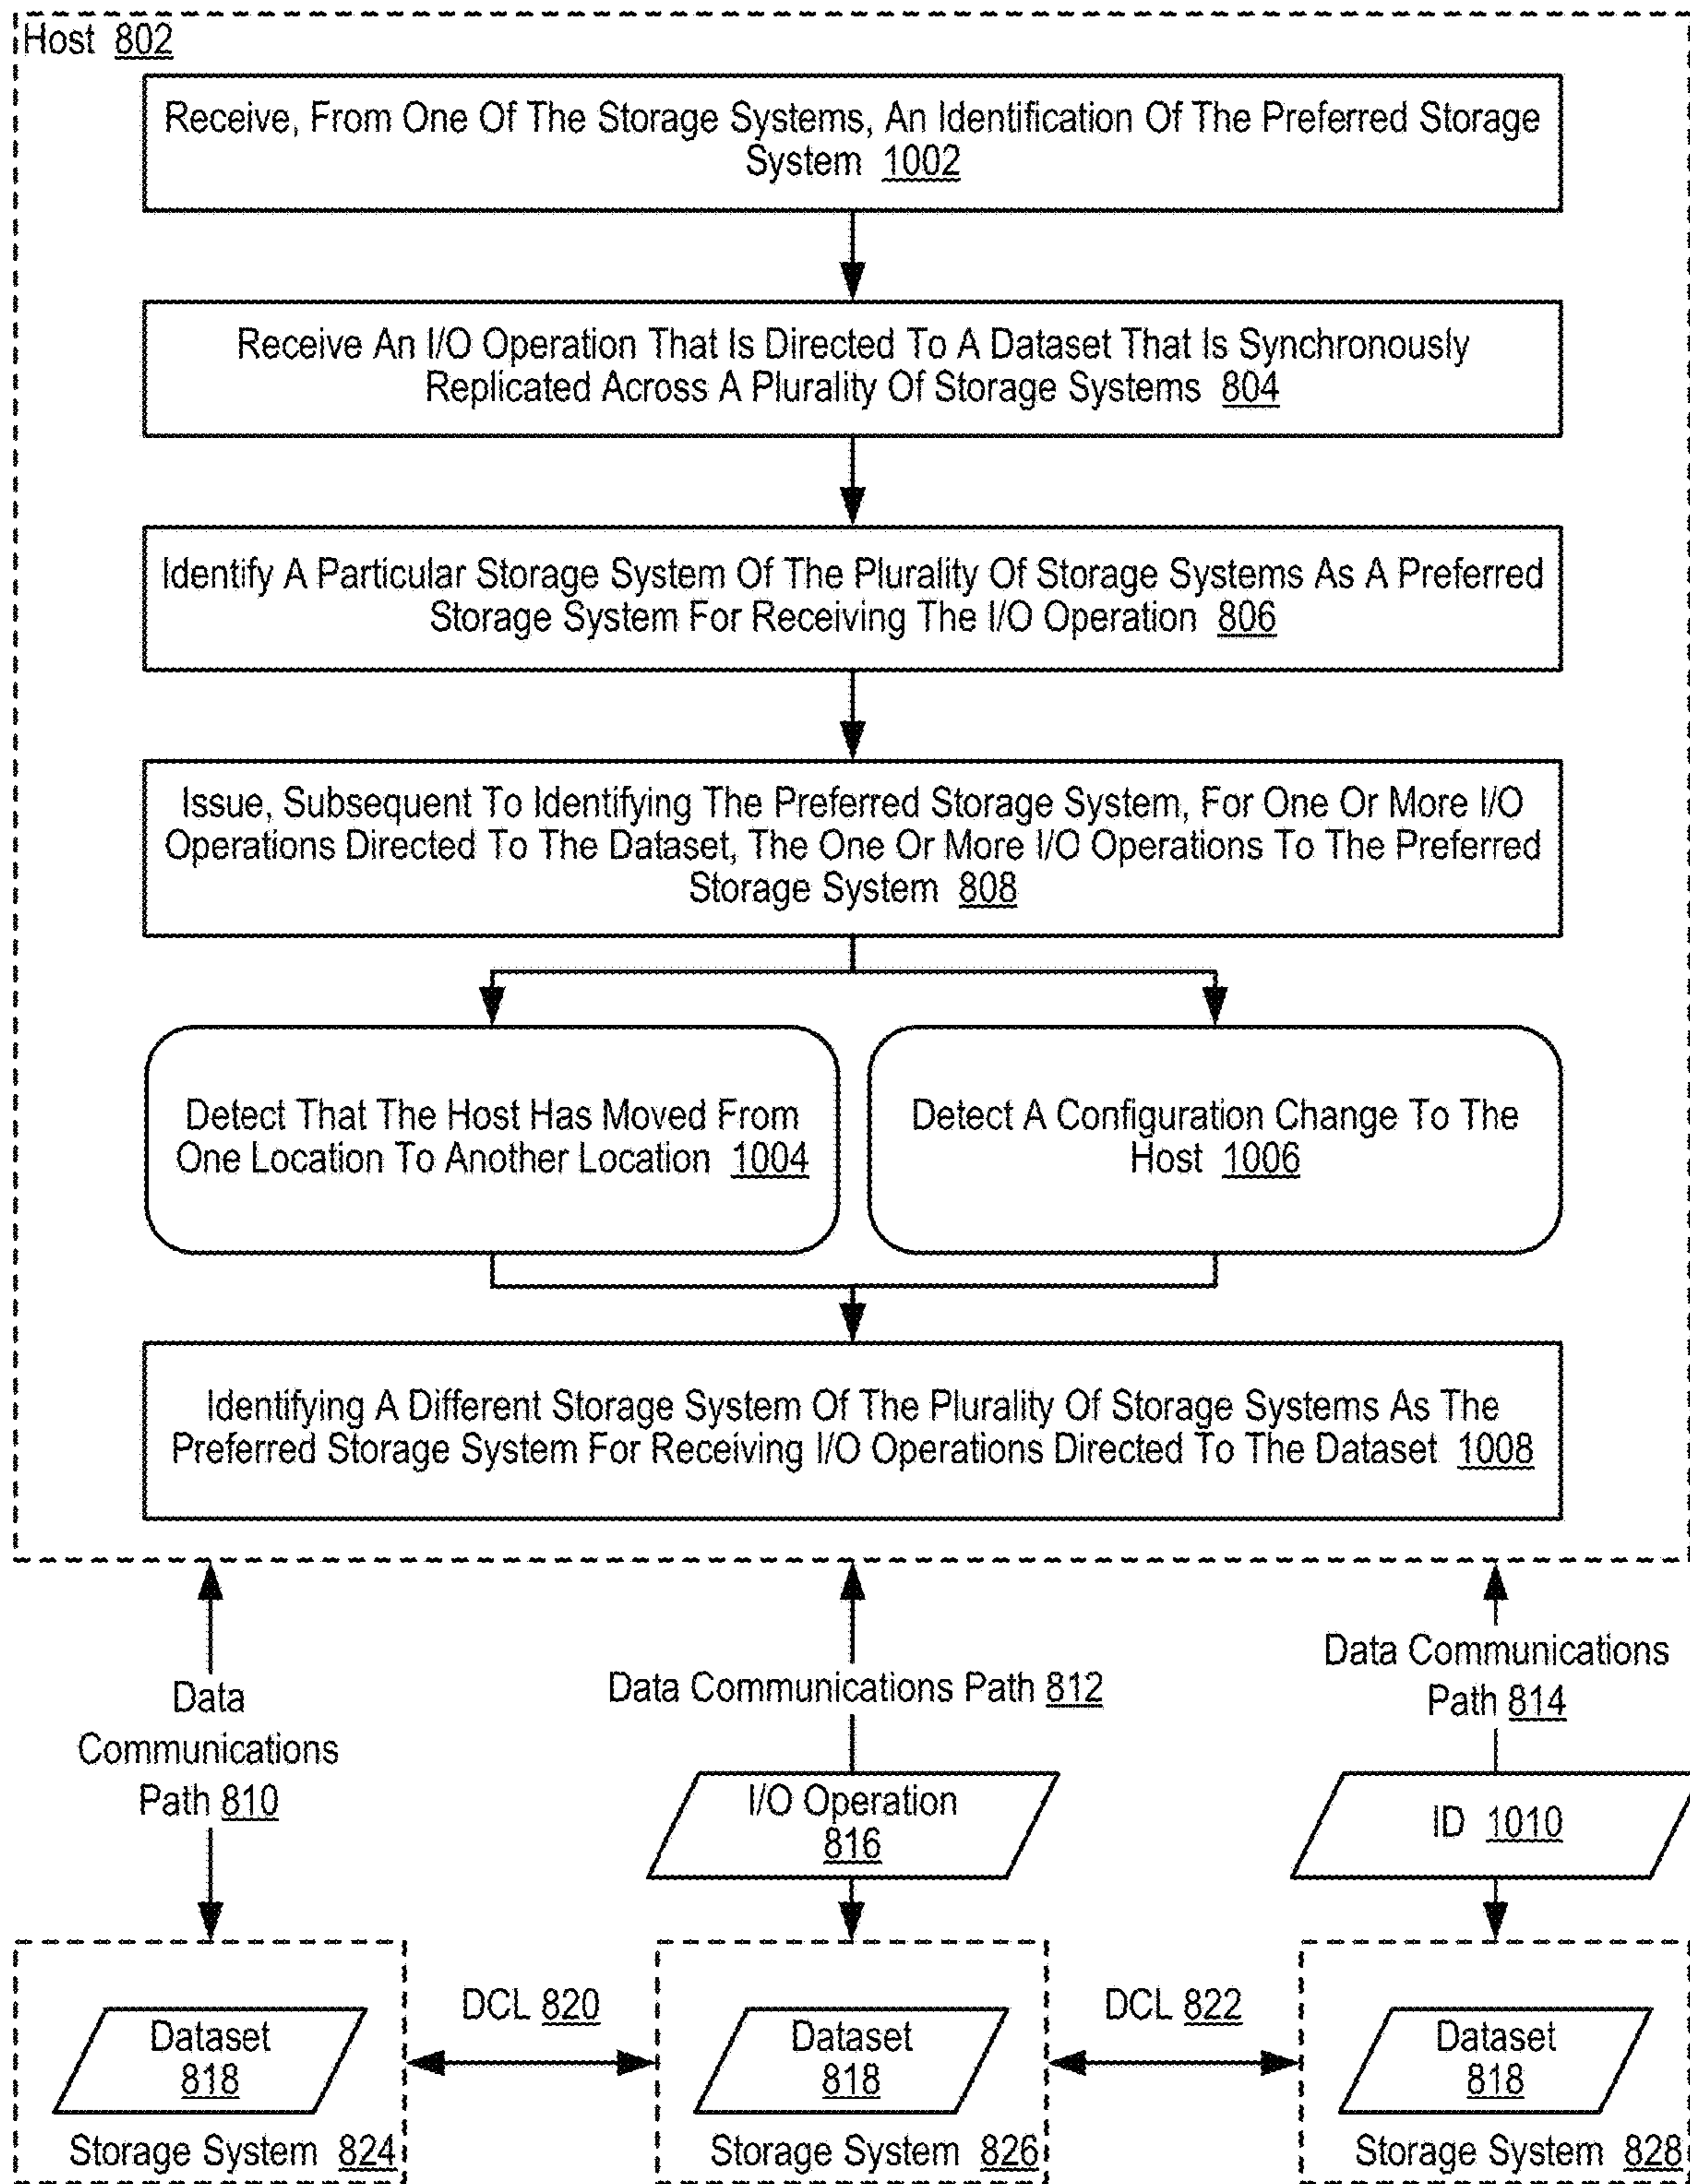 Host 802
Receive, From One Of The Storage Systems, An Identification Of The Preferred Storage
System 1002
Receive An I/O Operation That Is Directed To A Dataset That Is Synchronously
Replicated Across A Plurality Of Storage Systems 804
Identify A Particular Storage System Of The Plurality Of Storage Systems As A Preferred
Storage System For Receiving The I/O Operation 806
Issue, Subsequent To Identifying The Preferred Storage System, For One Or More I/O
Operations Directed To The Dataset, The One Or More I/O Operations To The Preferred
Storage System 808
Detect That The Host Has Moved From
One Location To Another Location 1004
Detect A Configuration Change To The
Host 1006
Identifying A Different Storage System Of The Plurality Of Storage Systems As The
Preferred Storage System For Receiving I/O Operations Directed To The Dataset 1008
Data
Communications
Path 810
Data Communications Path 812
Data Communications
Path 814
I/O Operation
816
ID 1010
DCL 820
DCL 822
Dataset
818
Storage System 824
Dataset
818
Storage System 826
Dataset
818
Storage System 828